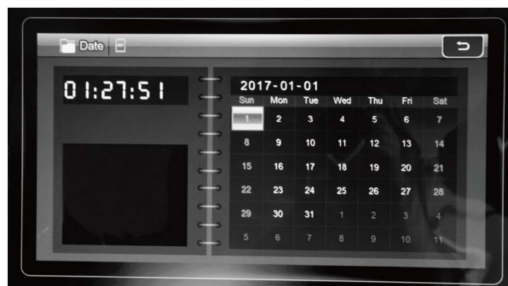 Date
01:27:51
2017-01-01
Sun Mon Tue Wed Thu Fri Sat
1 2 3 4 5 6 7
8 9 10 11 12 13 14
15 16 17 18 19 20 21
22 23 24 25 26 27 28
29 30 31 1 2 3 4
5 6 7 8 9 10 11